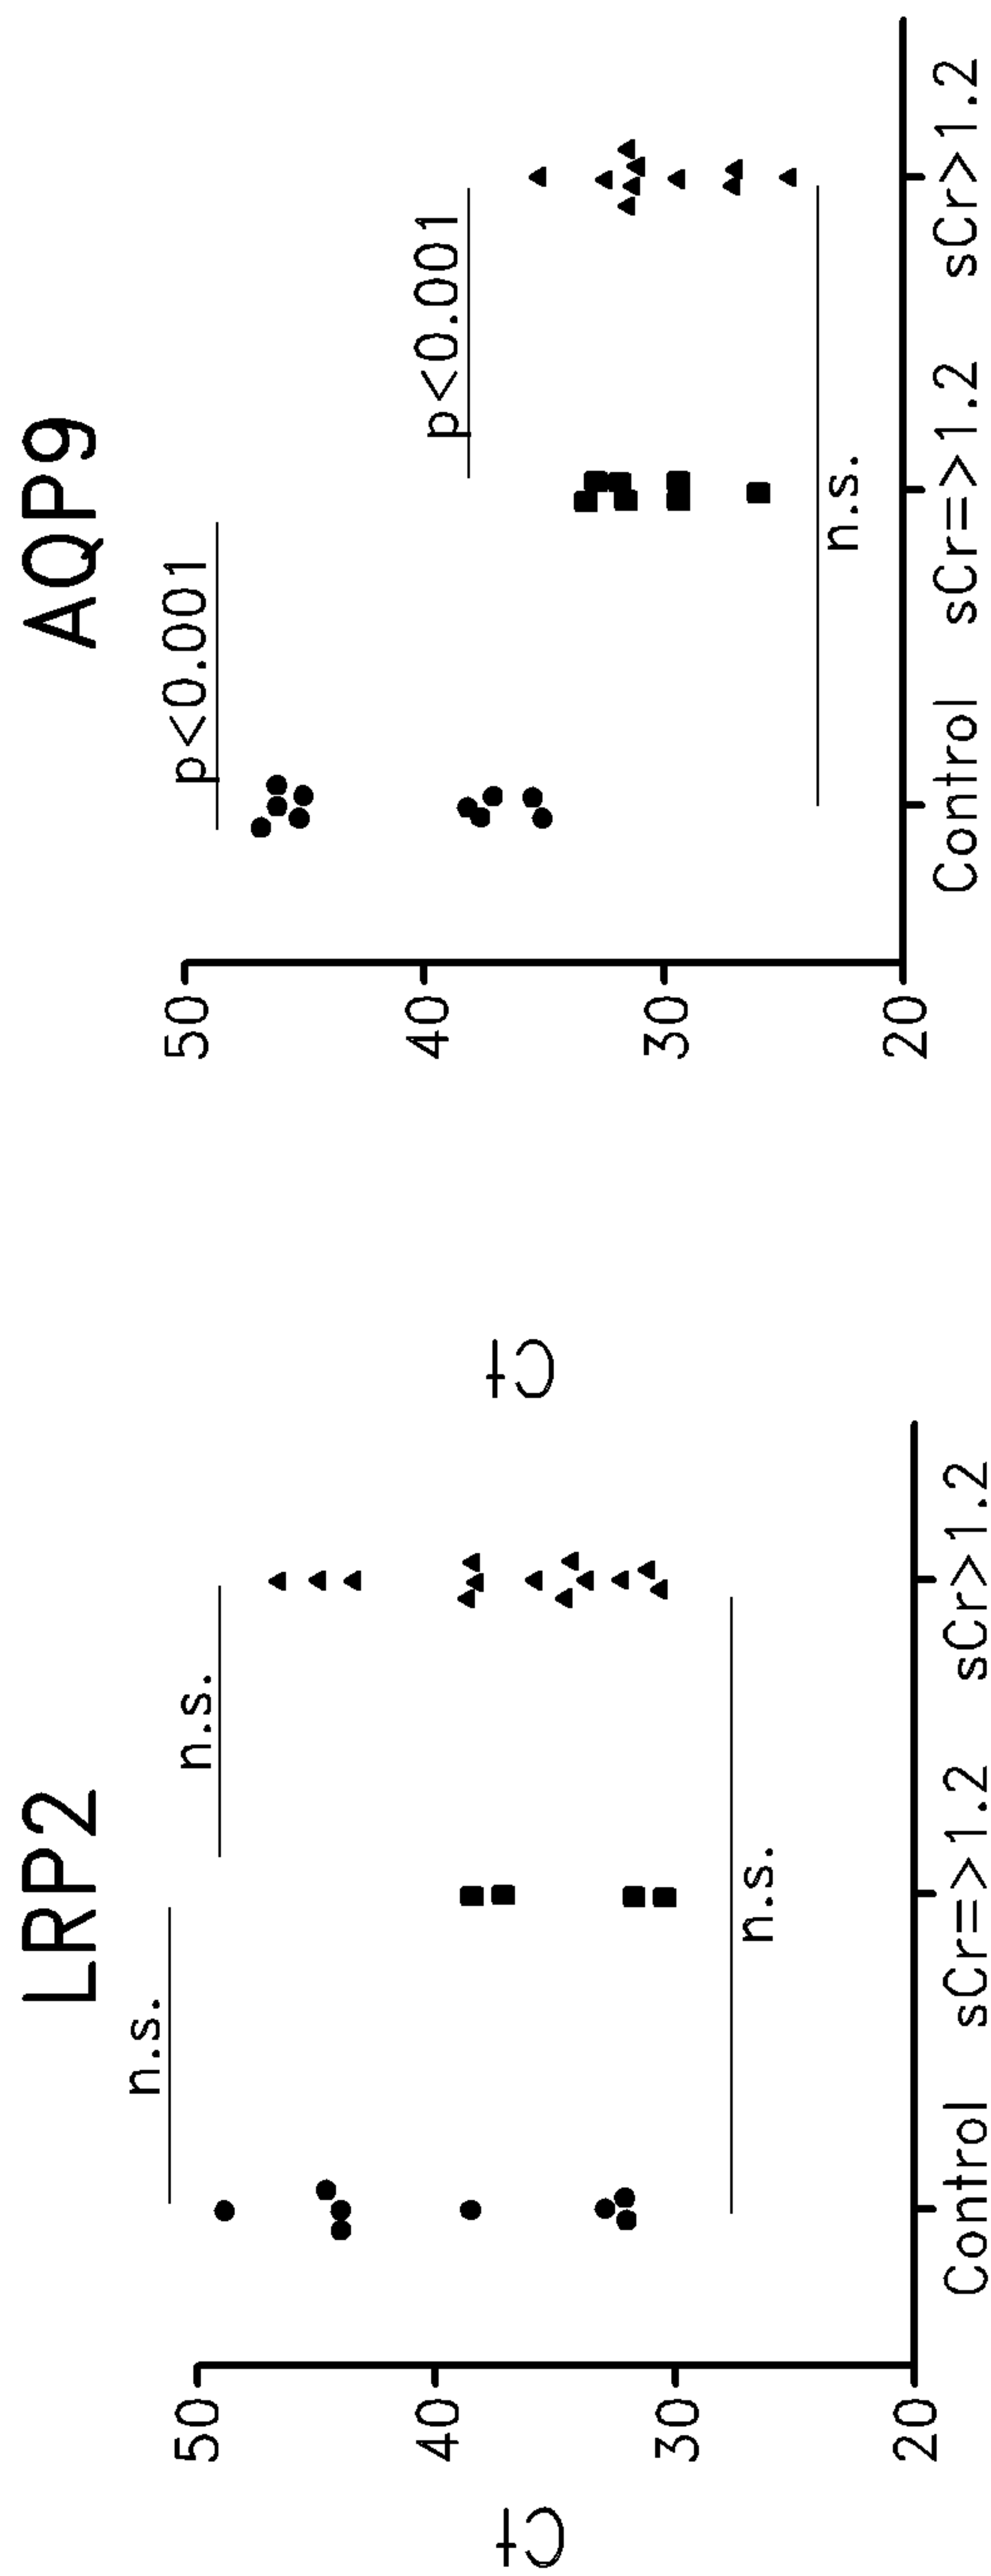 LRP2
n.s.
n.s.
50
40
30
20
Ct
n.s.
Control sCr=>1.2 sCr>1.2
AQP9
p<0.001
p<0.001
50
40
30
20
Ct
n.s.
Control sCr=>1.2 sCr>1.2